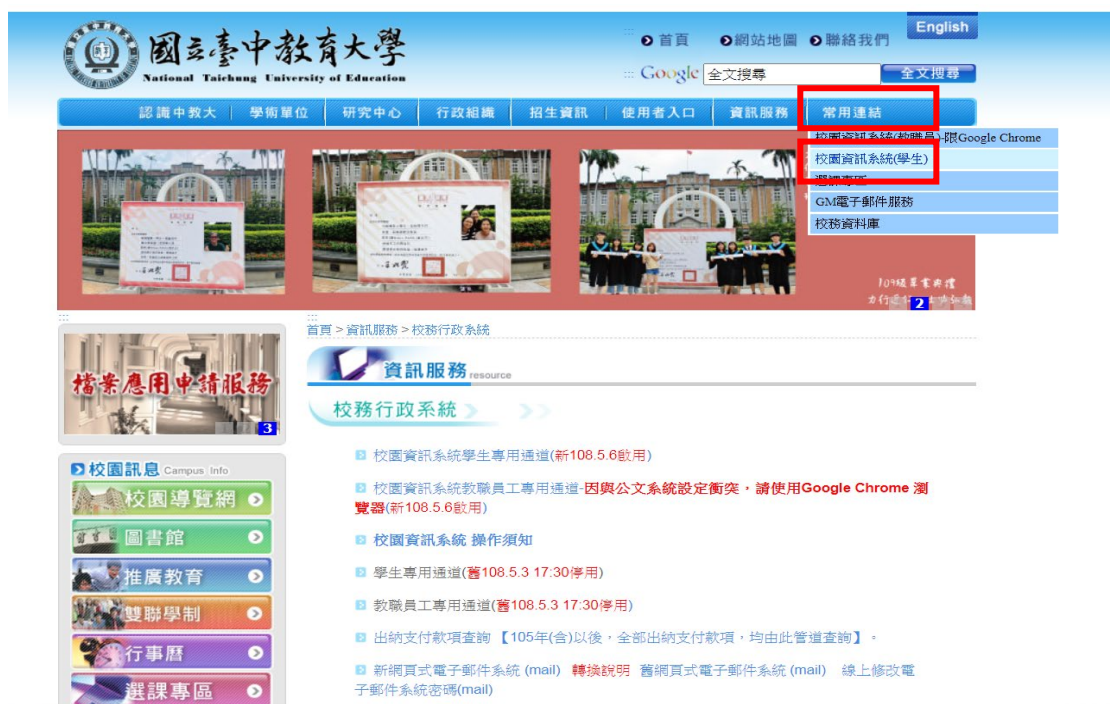 English
國立臺中教育大學
National Taichung University of Education
首頁 網站地圖 聯絡我們
Google 全文搜尋 全文搜尋
認識中教大 學術單位 研究中心 行政組織 招生資訊 使用者入口 資訊服務 常用連結
校園資訊系統(教職員)-限Google Chrome
校園資訊系統(學生)
選課專區
GM電子郵件服務
校務資料庫
109級畢業典禮
2
首頁 > 資訊服務 > 校務行政系統
檔案應用申請服務
3
資訊服務 resource
校務行政系統
校園資訊系統學生專用通道(新108.5.6啟用)
校園資訊系統教職員工專用通道-因與公文系統設定衝突，請使用Google Chrome 瀏
覽器(新108.5.6啟用)
校園資訊系統 操作須知
學生專用通道(舊108.5.3 17:30停用)
教職員工專用通道(舊108.5.3 17:30停用)
出納支付款項查詢 【105年(含)以後，全部出納支付款項，均由此管道查詢】。
新網頁式電子郵件系統 (mail) 轉換說明 舊網頁式電子郵件系統 (mail) 線上修改電
子郵件系統密碼(mail)
校園訊息 Campus Info
校園導覽網
圖書館
推廣教育
雙聯學制
行事曆
選課專區